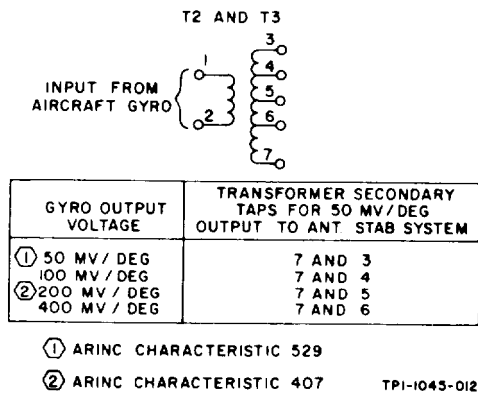 T2 AND T3
3
1
4
INPUT FROM
AIRCRAFT GYRO
5
2
6
7
GYRO OUTPUT
VOLTAGE
TRANSFORMER SECONDARY
TAPS FOR 50 MV/DEG
OUTPUT TO ANT STAB SYSTEM
1 50 MV / DEG 7 AND 3
100 MV / DEG 7 AND 4
2 200 MV / DEG 7 AND 5
400 MV / DEG 7 AND 6
1 ARINC CHARACTERISTIC 529
2 ARINC CHARACTERISTIC 407
TPI-1045-012